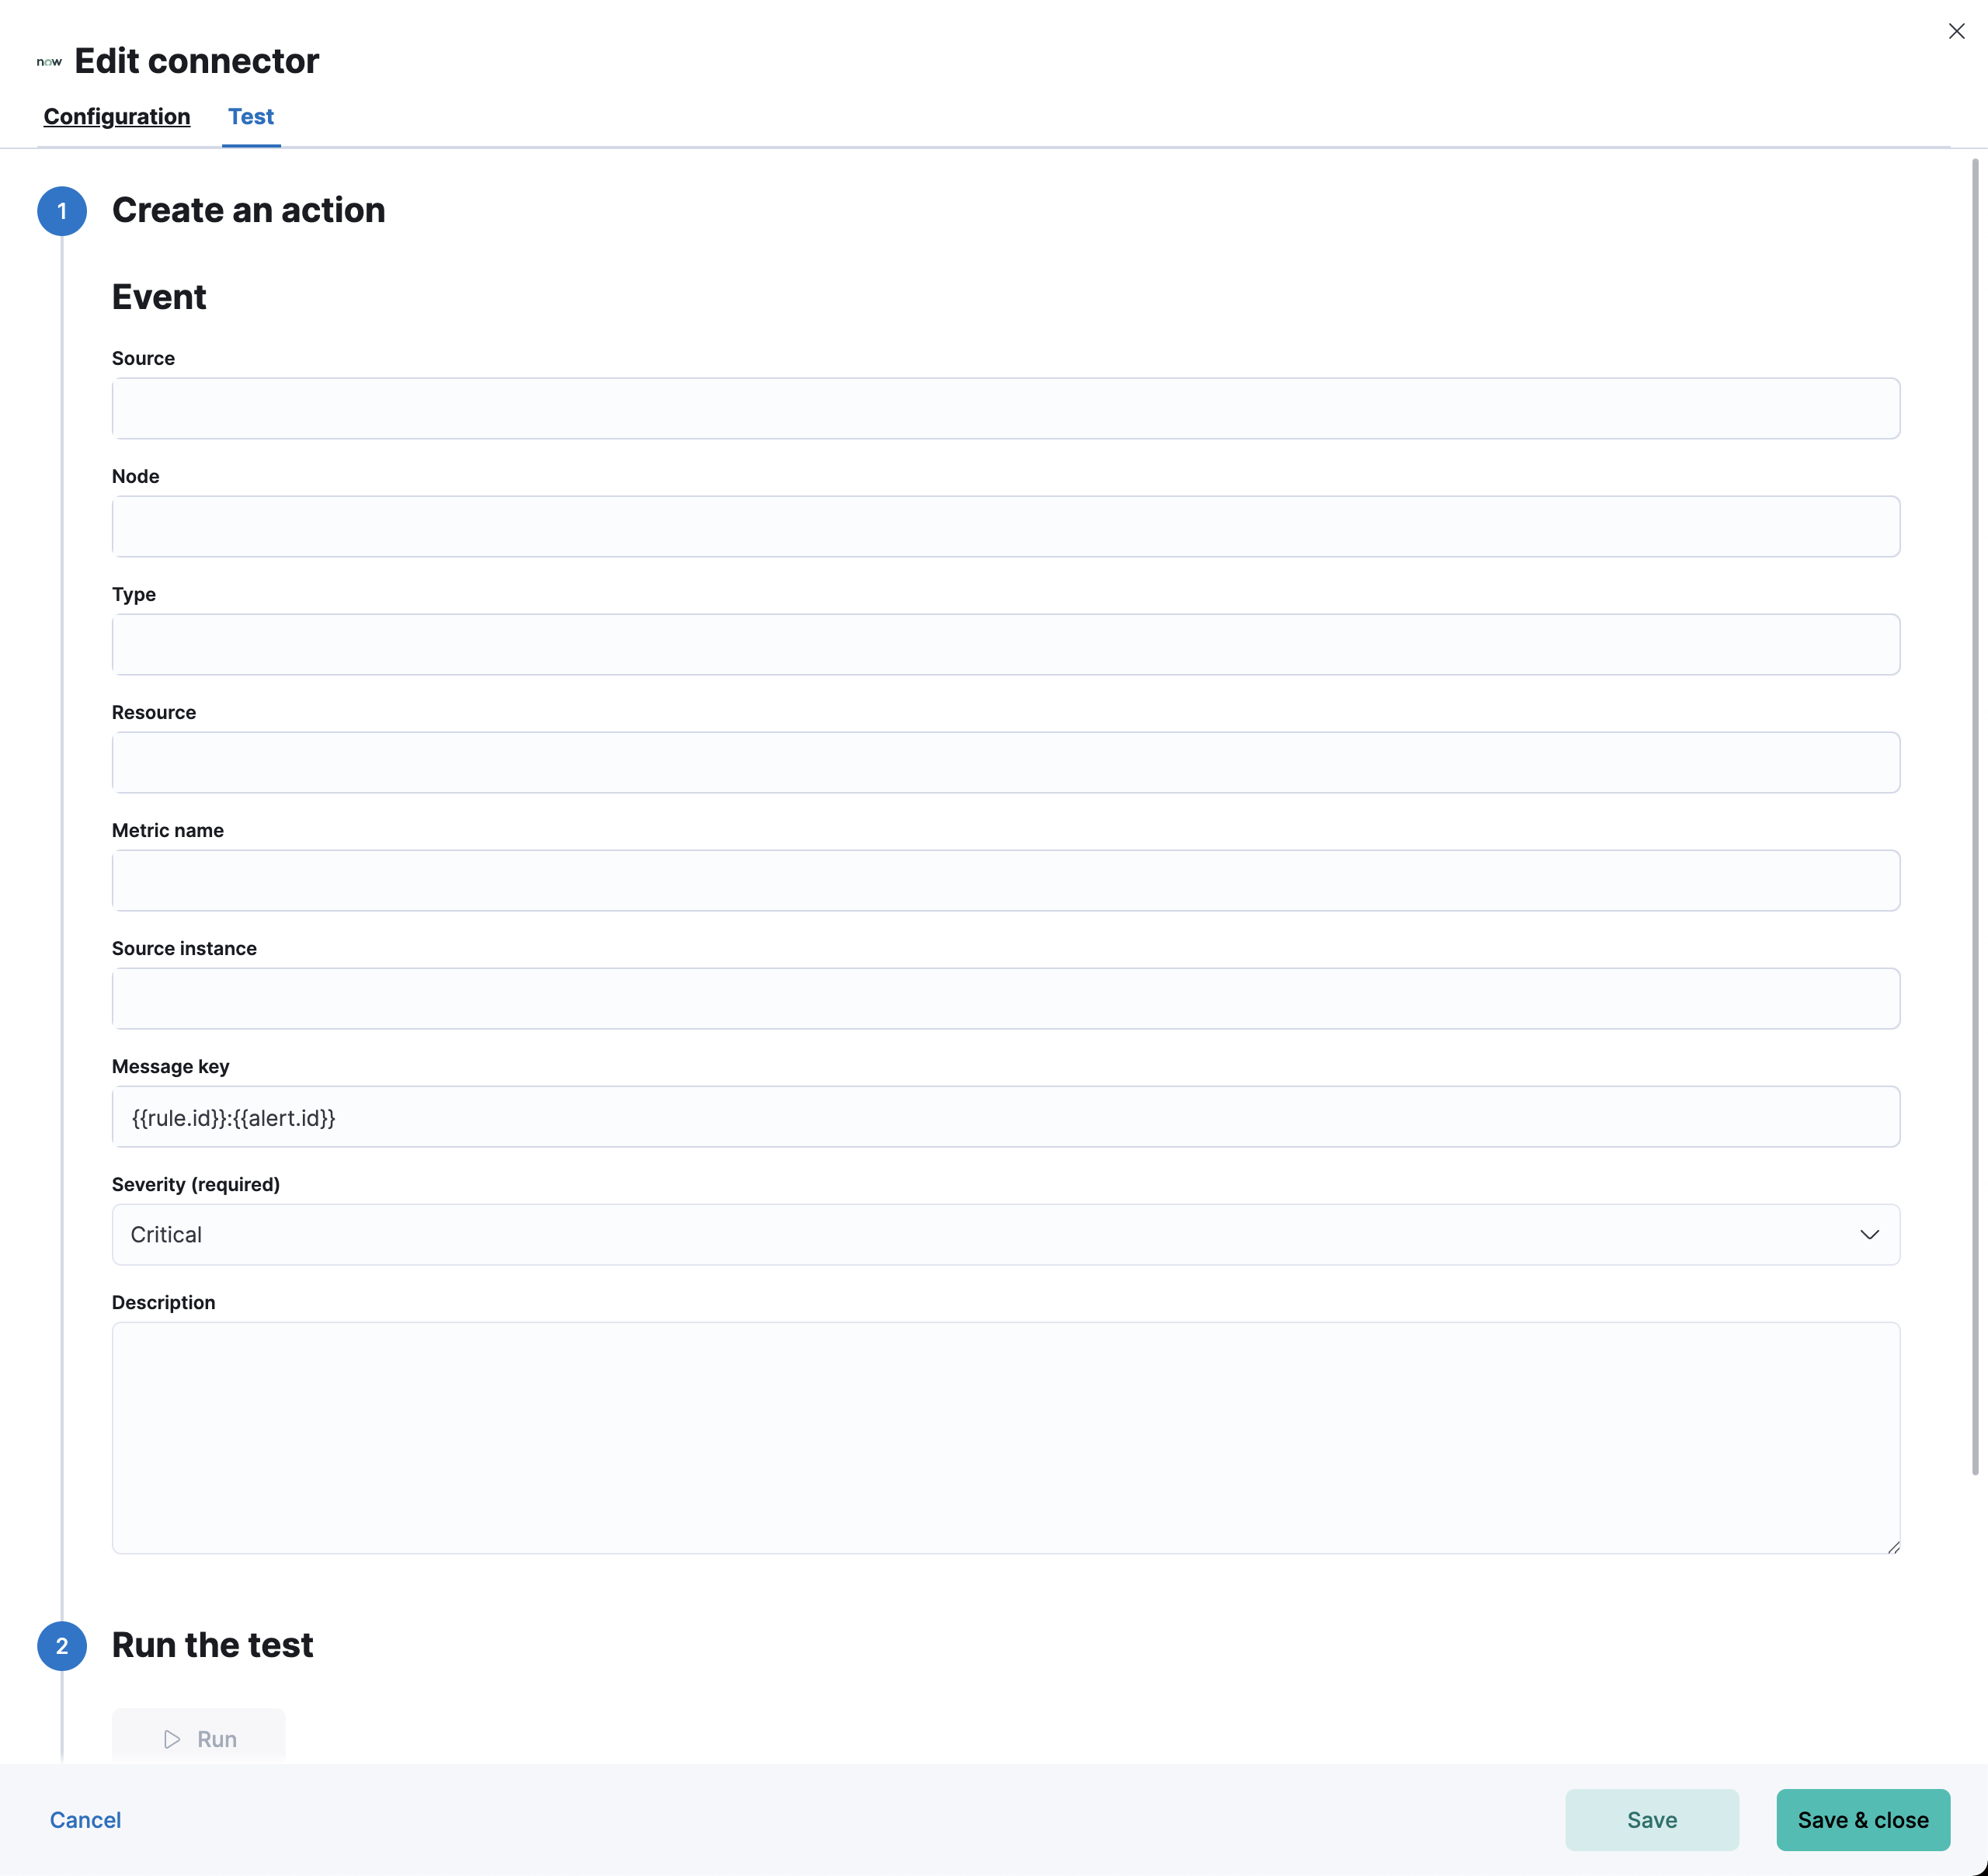 now Edit connector
Configuration Test
1 Create an action
Event
Source
Node
Type
Resource
Metric name
Source instance
Message key
{{rule.id}}:{{alert.id}}
Severity (required)
Critical
Description
2 Run the test
Run
Cancel Save Save & close